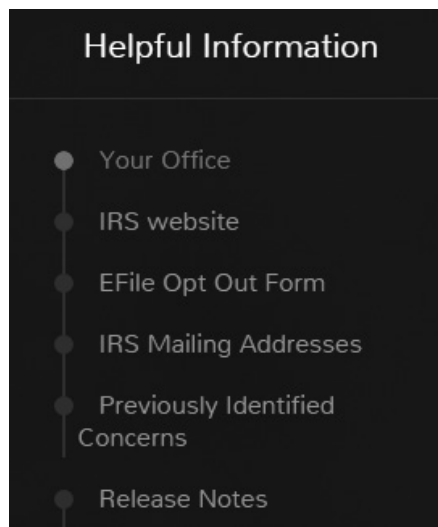 Helpful Information
Your Office
IRS website
EFile Opt Out Form
IRS Mailing Addresses
Previously Identified
Concerns
Release Notes